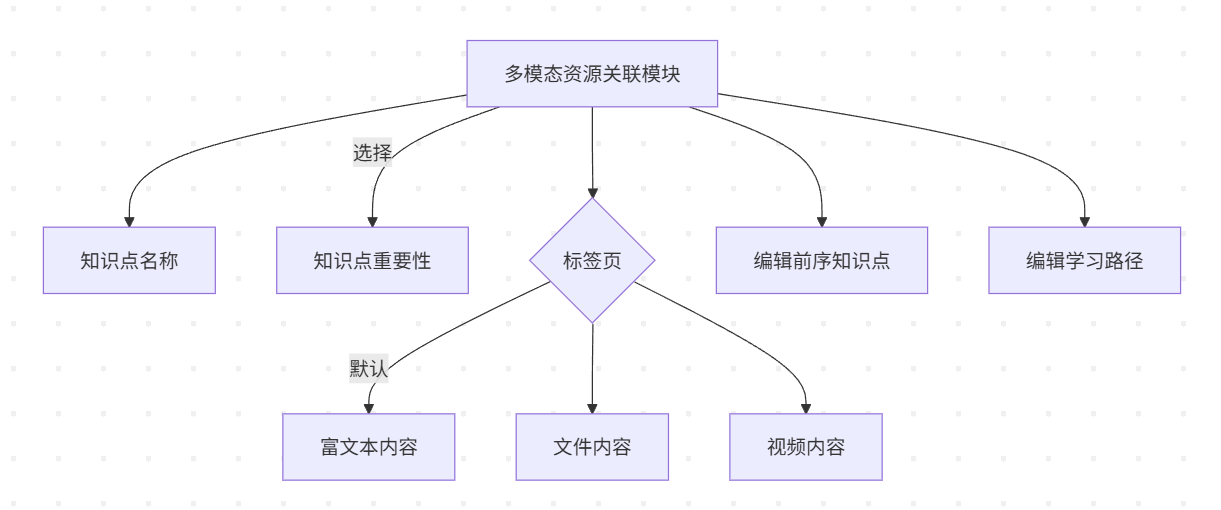 多模态资源关联模块
选择
知识点名称
知识点重要性
标签页
编辑前序知识点
编辑学习路径
默认
富文本内容
文件内容
视频内容